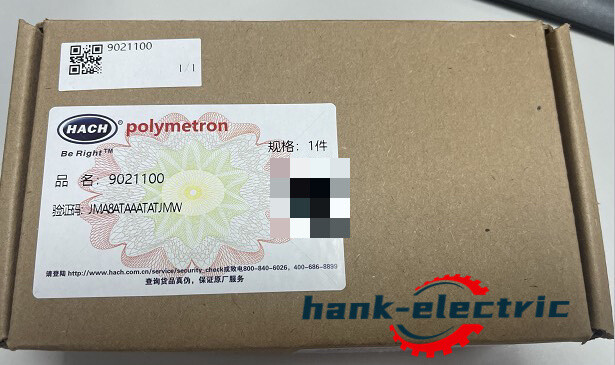 9021100
1/1
HACH® polymetron
Be Right™
规格：1件
品 名：9021100
验证码：JMA8ATAAATATJMW
请登陆 http://www.hach.com.cn/service/security_chock或致电800-840-6026，400-686-8899
查询货品真伪，保证原厂服务
hank-electric